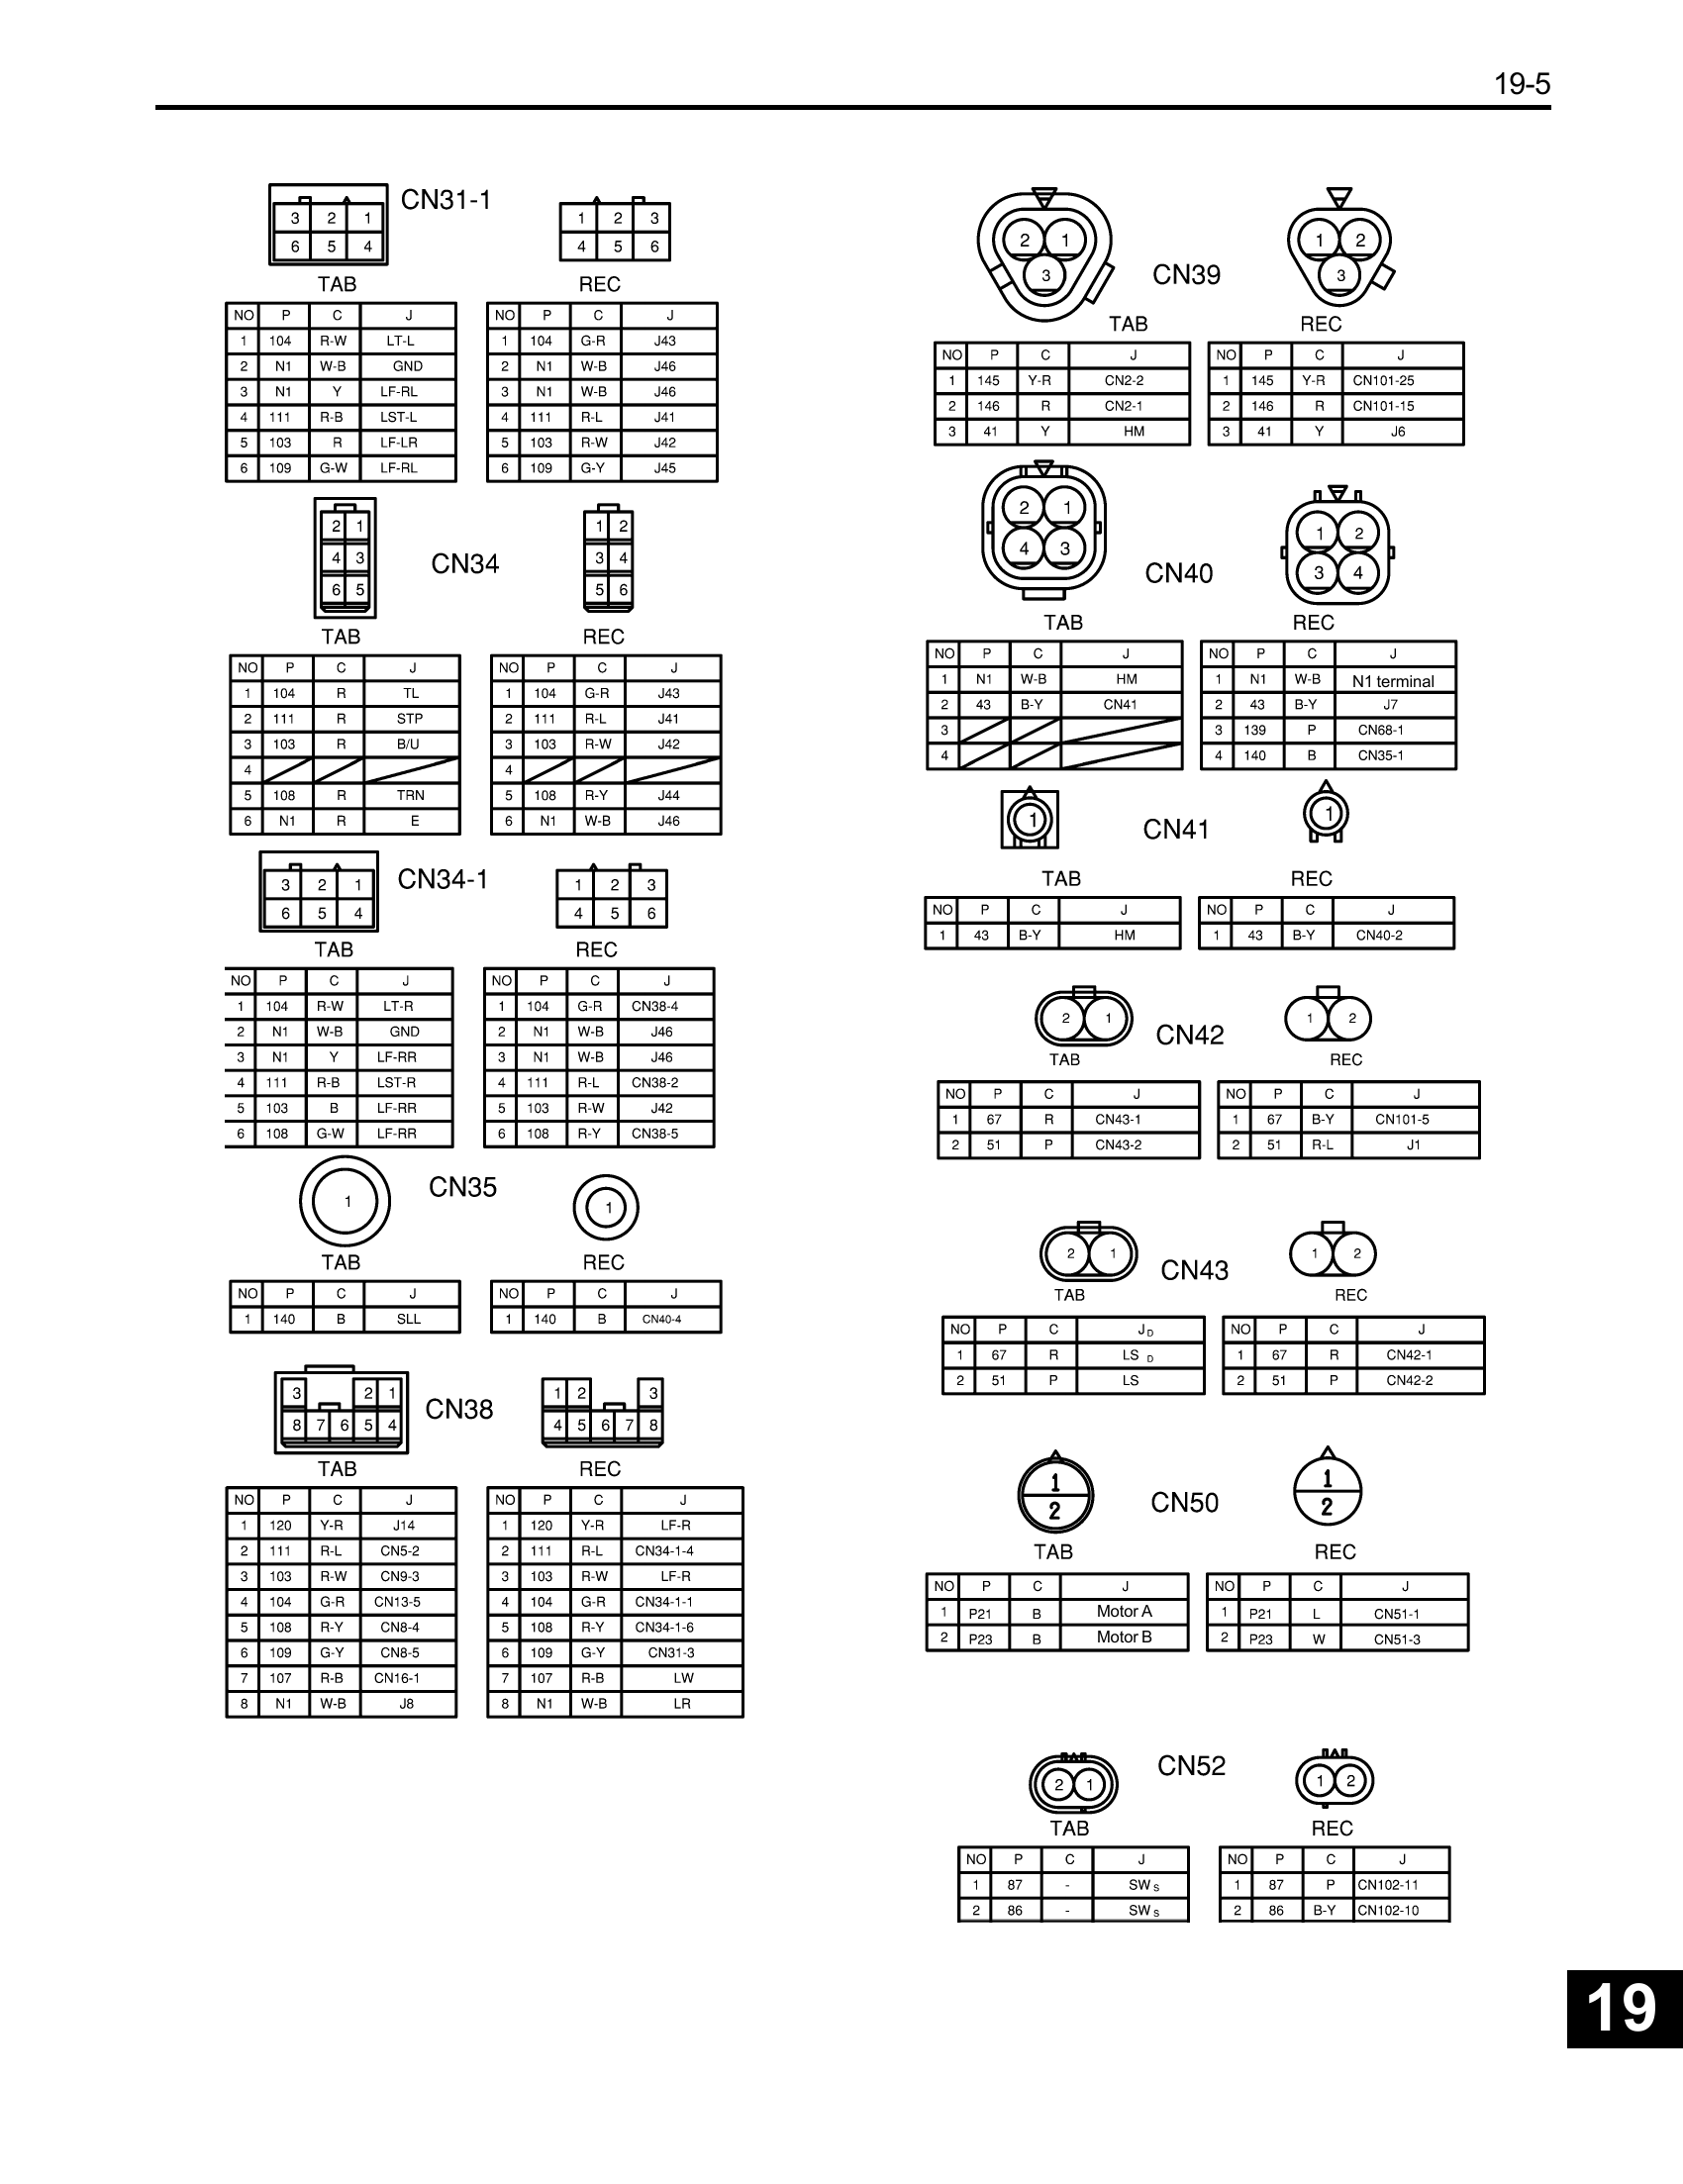 19-5
CN31-1
3 2 1
6 5 4
1 2 3
4 5 6
TAB
REC
NO P C J
1 104 R-W LT-L
2 N1 W-B GND
3 N1 Y LF-RL
4 111 R-B LST-L
5 103 R LF-LR
6 109 G-W LF-RL
NO P C J
1 104 G-R J43
2 N1 W-B J46
3 N1 W-B J46
4 111 R-L J41
5 103 R-W J42
6 109 G-Y J45
2 1
4 3
6 5
CN34
1 2
3 4
5 6
TAB
REC
NO P C J
1 104 R TL
2 111 R STP
3 103 R B/U
4
5 108 R TRN
6 N1 R E
NO P C J
1 104 G-R J43
2 111 R-L J41
3 103 R-W J42
4
5 108 R-Y J44
6 N1 W-B J46
CN34-1
3 2 1
6 5 4
1 2 3
4 5 6
TAB
REC
NO P C J
1 104 R-W LT-R
2 N1 W-B GND
3 N1 Y LF-RR
4 111 R-B LST-R
5 103 B LF-RR
6 108 G-W LF-RR
NO P C J
1 104 G-R CN38-4
2 N1 W-B J46
3 N1 W-B J46
4 111 R-L CN38-2
5 103 R-W J42
6 108 R-Y CN38-5
1
CN35
1
TAB
REC
NO P C J
1 140 B SLL
NO P C J
1 140 B CN40-4
3 2 1
8 7 6 5 4
CN38
1 2 3
4 5 6 7 8
TAB
REC
NO P C J
1 120 Y-R J14
2 111 R-L CN5-2
3 103 R-W CN9-3
4 104 G-R CN13-5
5 108 R-Y CN8-4
6 109 G-Y CN8-5
7 107 R-B CN16-1
8 N1 W-B J8
NO P C J
1 120 Y-R LF-R
2 111 R-L CN34-1-4
3 103 R-W LF-R
4 104 G-R CN34-1-1
5 108 R-Y CN34-1-6
6 109 G-Y CN31-3
7 107 R-B LW
8 N1 W-B LR
2 1
3
CN39
1 2
3
TAB
REC
NO P C J
1 145 Y-R CN2-2
2 146 R CN2-1
3 41 Y HM
NO P C J
1 145 Y-R CN101-25
2 146 R CN101-15
3 41 Y J6
2 1
4 3
CN40
1 2
3 4
TAB
REC
NO P C J
1 N1 W-B HM
2 43 B-Y CN41
3
4
NO P C J
1 N1 W-B N1 terminal
2 43 B-Y J7
3 139 P CN68-1
4 140 B CN35-1
1
CN41
1
TAB
REC
NO P C J
1 43 B-Y HM
NO P C J
1 43 B-Y CN40-2
2 1
CN42
1 2
TAB
REC
NO P C J
1 67 R CN43-1
2 51 P CN43-2
NO P C J
1 67 B-Y CN101-5
2 51 R-L J1
2 1
CN43
1 2
TAB
REC
NO P C JD
1 67 R LS D
2 51 P LS
NO P C J
1 67 R CN42-1
2 51 P CN42-2
1
2
CN50
1
2
TAB
REC
NO P C J
1 P21 B Motor A
2 P23 B Motor B
NO P C J
1 P21 L CN51-1
2 P23 W CN51-3
2 1
CN52
1 2
TAB
REC
NO P C J
1 87 - SW S
2 86 - SW S
NO P C J
1 87 P CN102-11
2 86 B-Y CN102-10
19